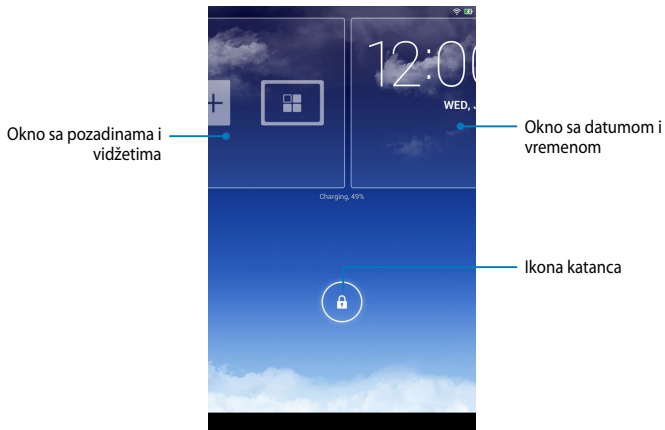 12:00
WED, J
Okno sa pozadinama i
vidžetima
Okno sa datumom i
vremenom
Charging, 49%
Ikona katanca